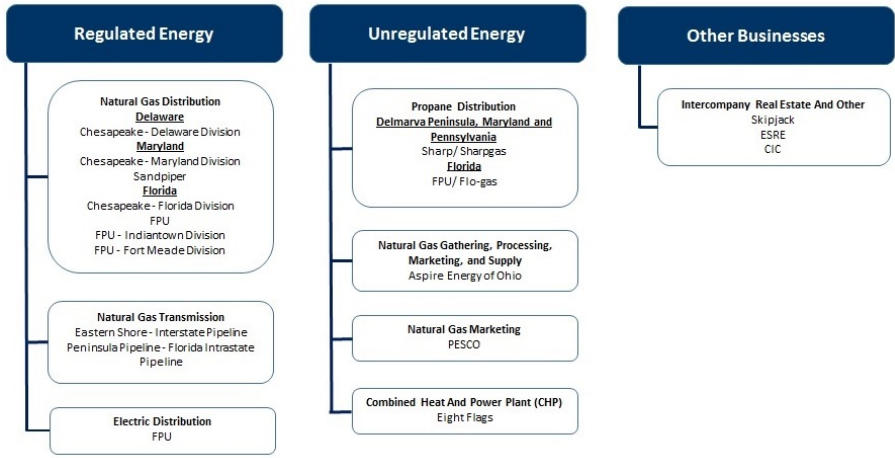 Regulated Energy
Natural Gas Distribution
Delaware
Chesapeake - Delaware Division
Maryland
Chesapeake - Maryland Division
Sandpiper
Florida
Chesapeake - Florida Division
FPU
FPU - Indiantown Division
FPU - Fort Meade Division
Natural Gas Transmission
Eastern Shore - Interstate Pipeline
Peninsula Pipeline - Florida Intrastate
Pipeline
Electric Distribution
FPU
Unregulated Energy
Propane Distribution
Delmarva Peninsula, Maryland and
Pennsylvania
Sharp/ Sharpgas
Florida
FPU/ Flo-gas
Natural Gas Gathering, Processing,
Marketing, and Supply
Aspire Energy of Ohio
Natural Gas Marketing
PESCO
Combined Heat And Power Plant (CHP)
Eight Flags
Other Businesses
Intercompany Real Estate And Other
Skipjack
ESRE
CIC